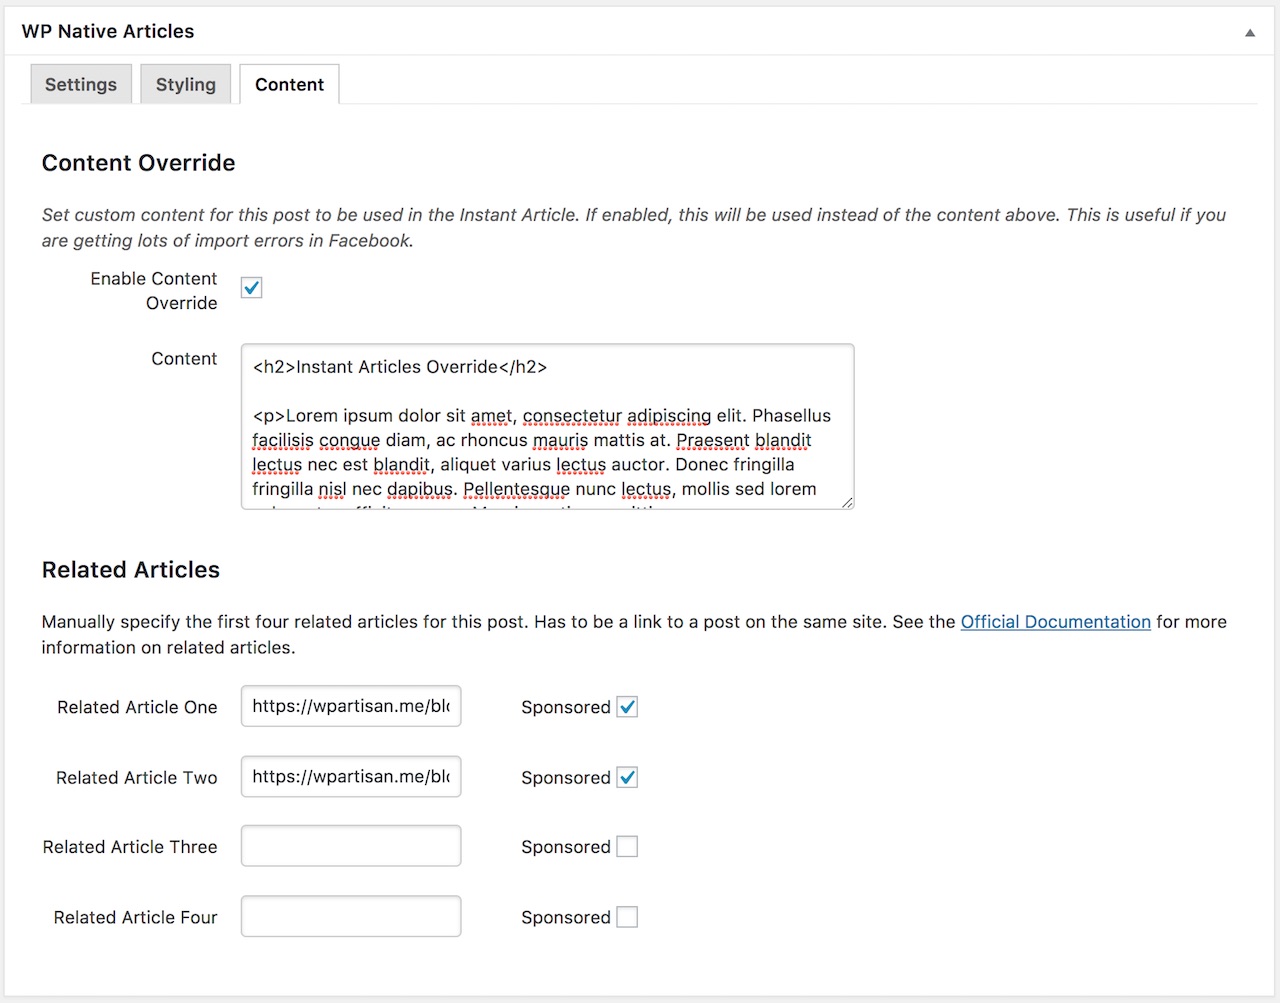 WP Native Articles
Settings
Styling
Content
Content Override
Set custom content for this post to be used in the Instant Article. If enabled, this will be used instead of the content above. This is useful if you
are getting lots of import errors in Facebook.
Enable Content
Override
Content
<h2>Instant Articles Override</h2>
<p>Lorem ipsum dolor sit amet, consectetur adipiscing elit. Phasellus
facilisis congue diam, ac rhoncus mauris mattis at. Praesent blandit
lectus nec est blandit, aliquet varius lectus auctor. Donec fringilla
fringilla nisl nec dapibus. Pellentesque nunc lectus, mollis sed lorem
Related Articles
Manually specify the first four related articles for this post. Has to be a link to a post on the same site. See the Official Documentation for more
information on related articles.
Related Article One
https://wpartisan.me/blo
Sponsored
Related Article Two
https://wpartisan.me/blo
Sponsored
Related Article Three
Sponsored
Related Article Four
Sponsored